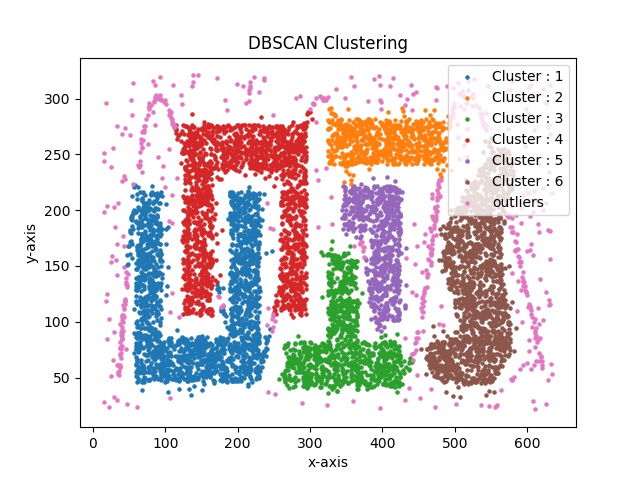 DBSCAN Clustering
Cluster : 1
Cluster : 2
Cluster : 3
Cluster : 4
Cluster : 5
Cluster : 6
outliers
300
250
200
150
100
50
y-axis
0 100 200 300 400 500 600
x-axis